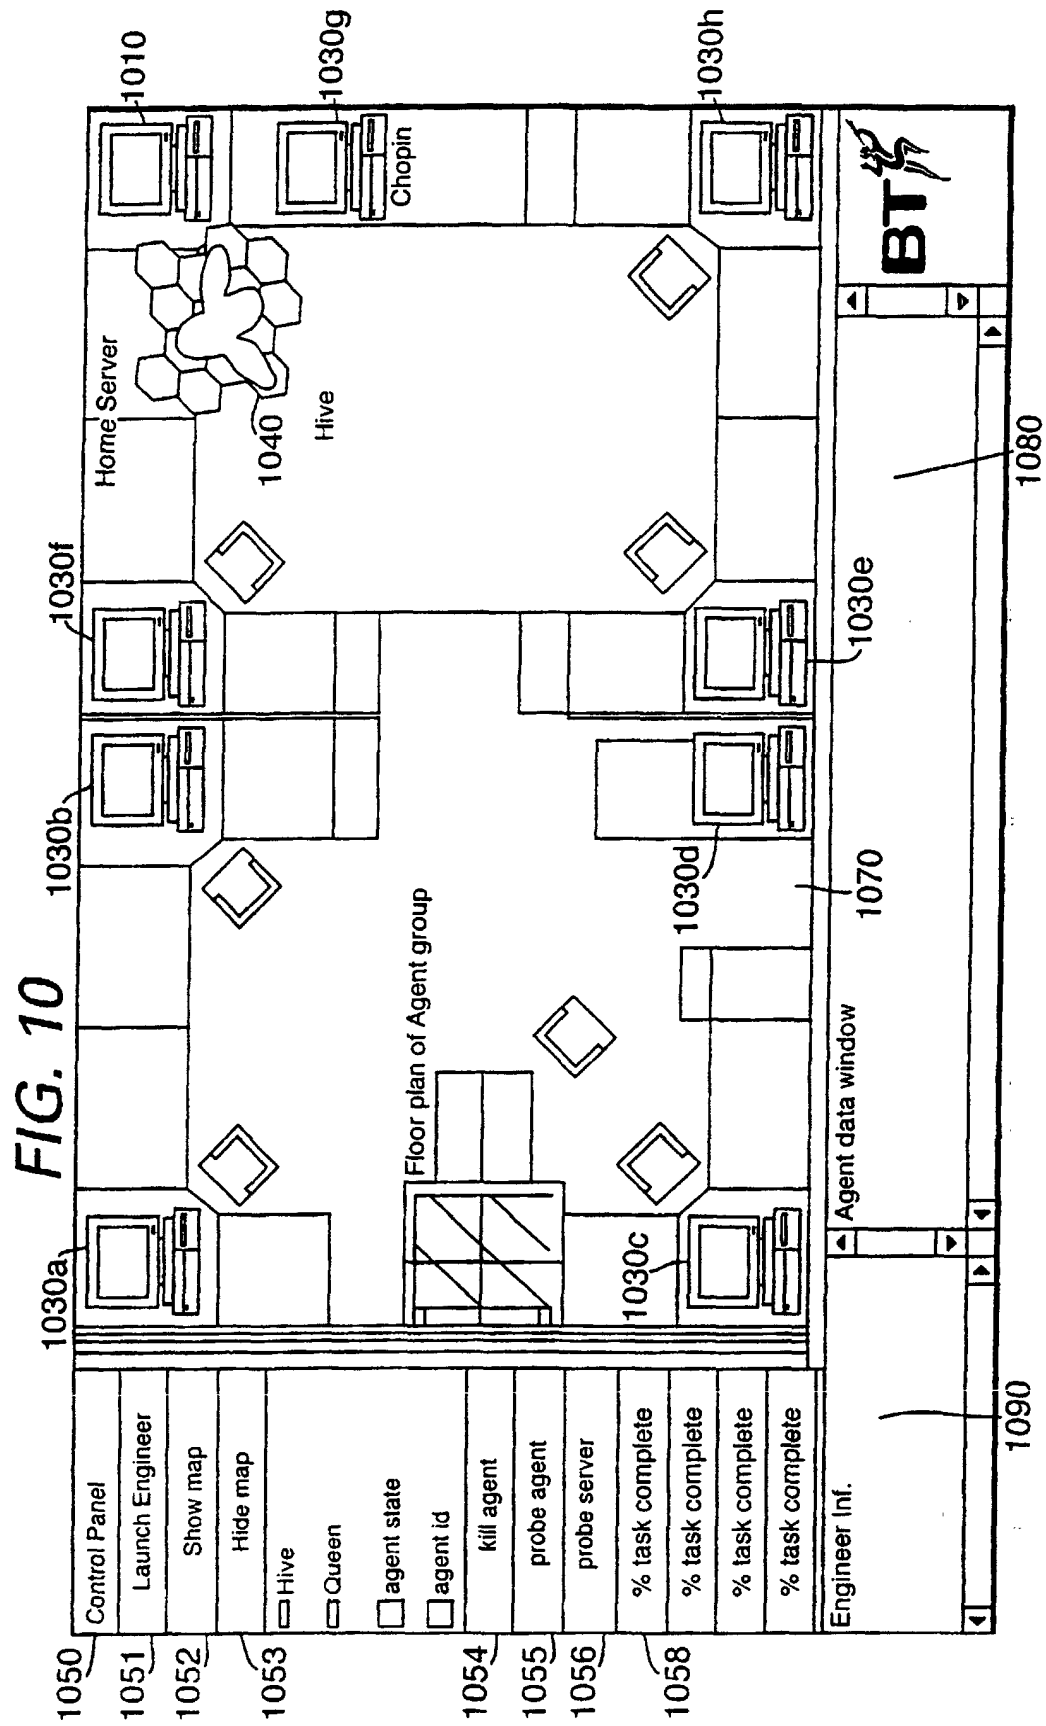 FIG. 10
1030a
1030b
1030f
1010
1030g
1030h
Home Server
1040
Hive
Chopin
Floor plan of Agent group
1030c
1030d
1070
1030e
1050
Control Panel
1051
Launch Engineer
1052
Show map
1053
Hide map
Hive
Queen
agent state
agent id
1054
kill agent
1055
probe agent
1056
probe server
1058
% task complete
% task complete
% task complete
% task complete
Engineer Inf.
1090
Agent data window
1080
BT